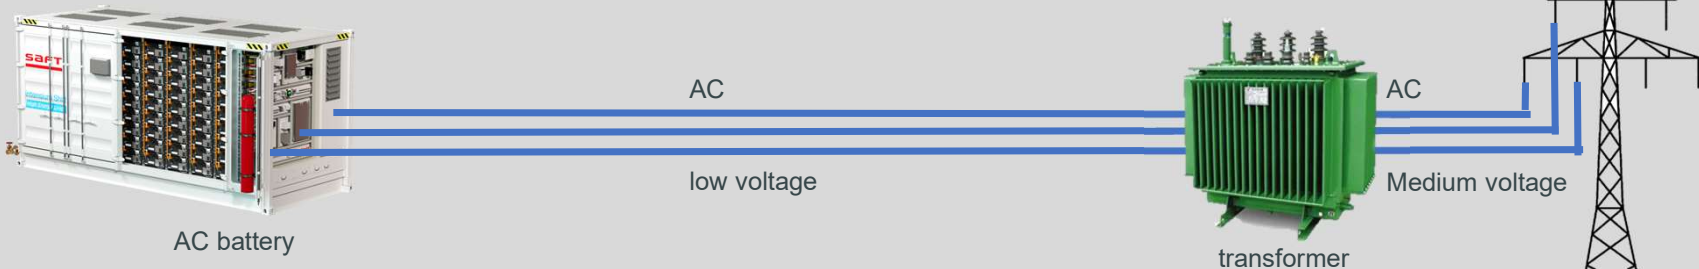 saft
AC
low voltage
AC battery
transformer
AC
Medium voltage